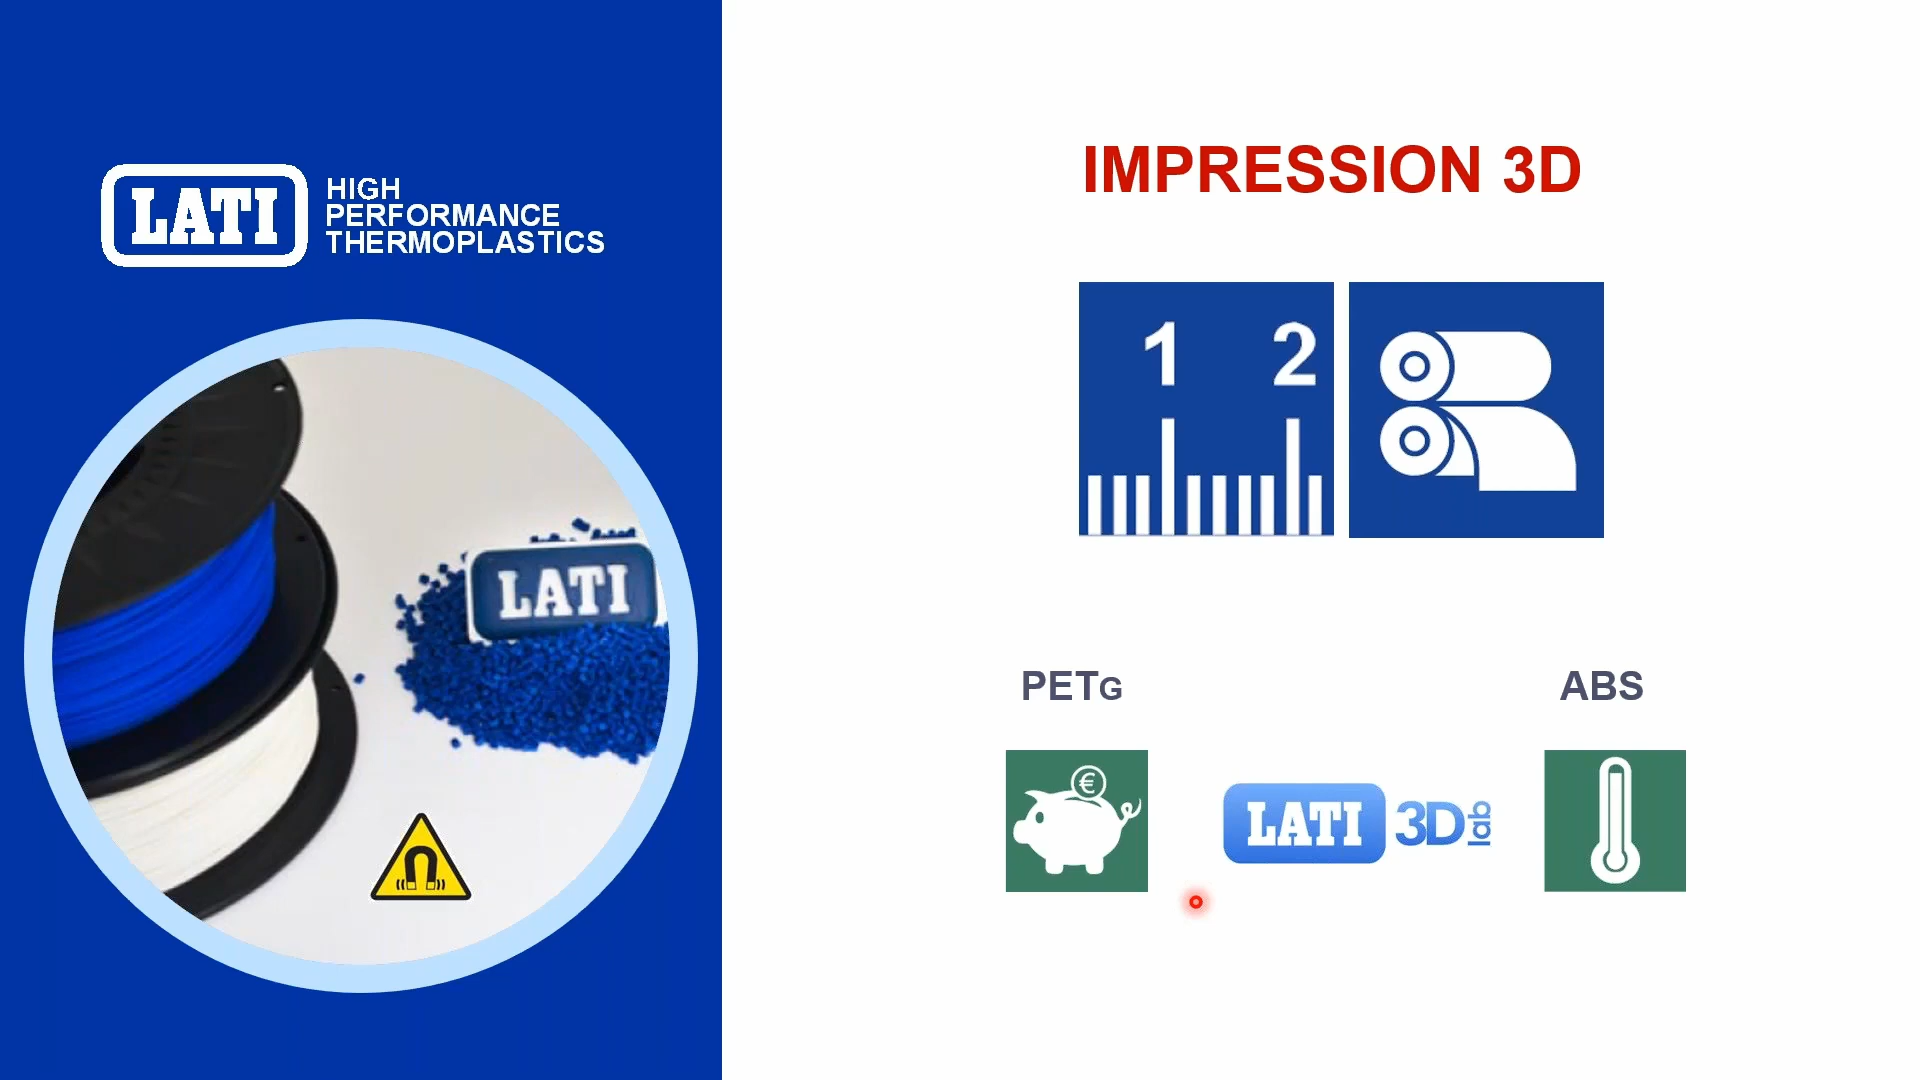 LATI
HIGH
PERFORMANCE
THERMOPLASTICS
LATI
IMPRESSION 3D
1 2
PETG
ABS
€
LATI 3D lab